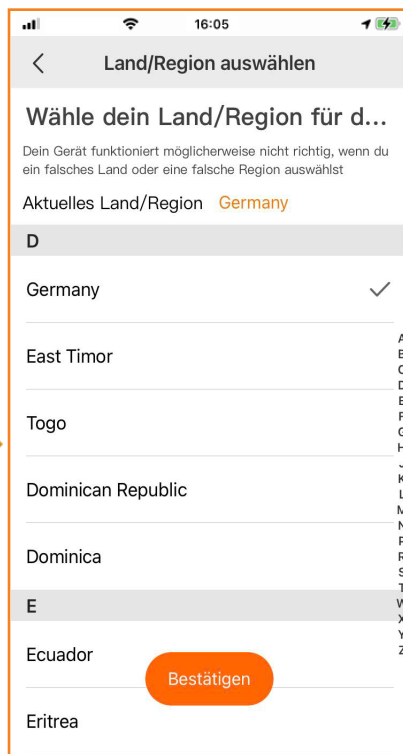 16:05
Land/Region auswählen
Wähle dein Land/Region für d...
Dein Gerät funktioniert möglicherweise nicht richtig, wenn du
ein falsches Land oder eine falsche Region auswählst
Aktuelles Land/Region Germany
D
Germany
East Timor
Togo
Dominican Republic
Dominica
E
Ecuador
Bestätigen
Eritrea
A
B
C
D
E
F
G
H
J
K
L
M
N
P
R
S
T
W
X
Y
Z